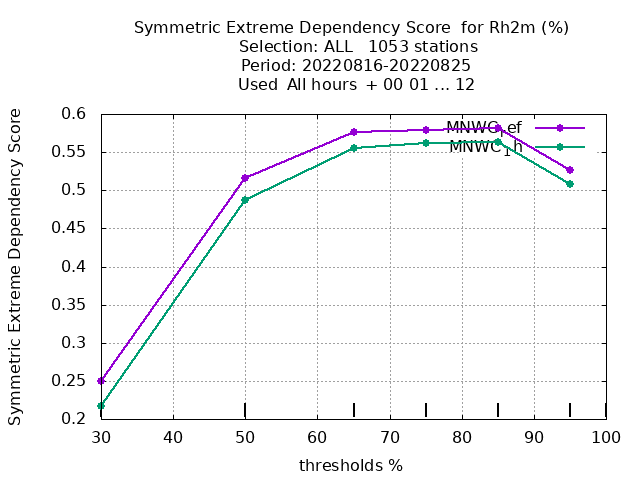 Symmetric Extreme Dependency Score for Rh2m (%)
Selection: ALL 1053 stations
Period: 20220816-20220825
Used All hours + 00 01 ... 12
Symmetric Extreme Dependency Score
0.6
0.55
0.5
0.45
0.4
0.35
0.3
0.25
0.2
30
40
50
60
70
80
90
100
thresholds %